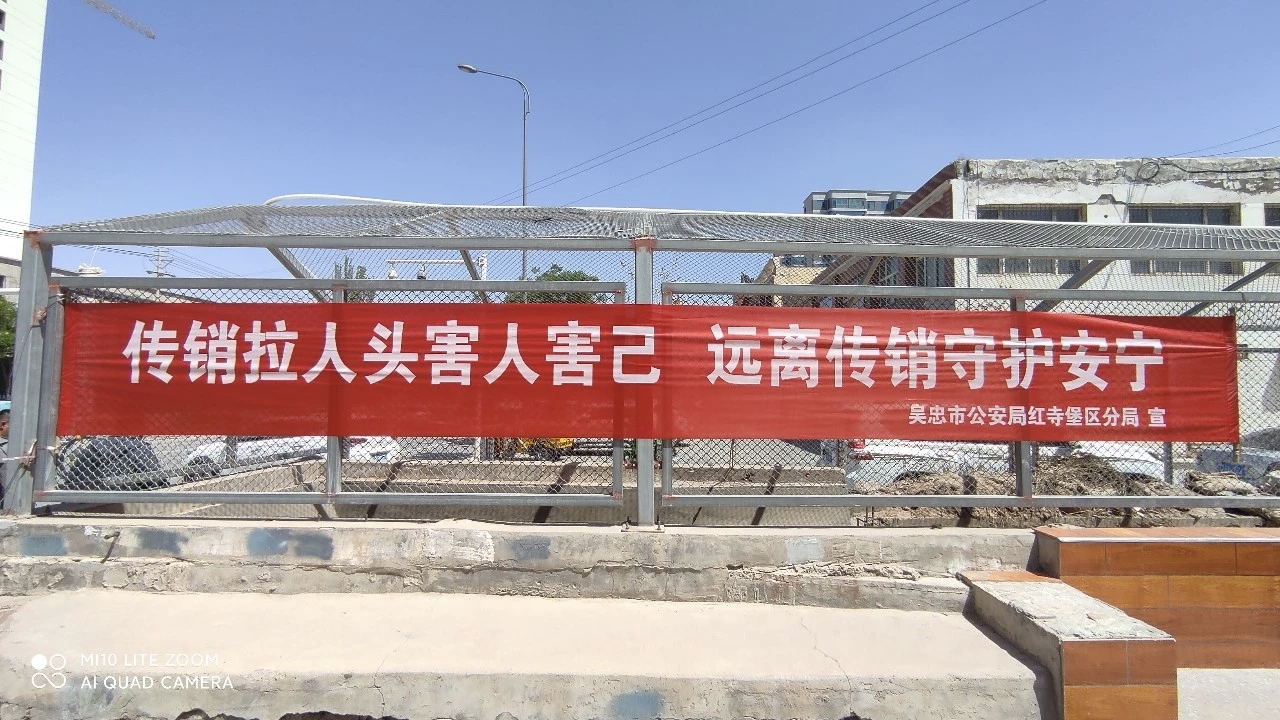 传销拉人头害人害己 远离传销守护安宁
吴忠市公安局红寺堡区分局 宣
MI10 LITE ZOOM
AI QUAD CAMERA